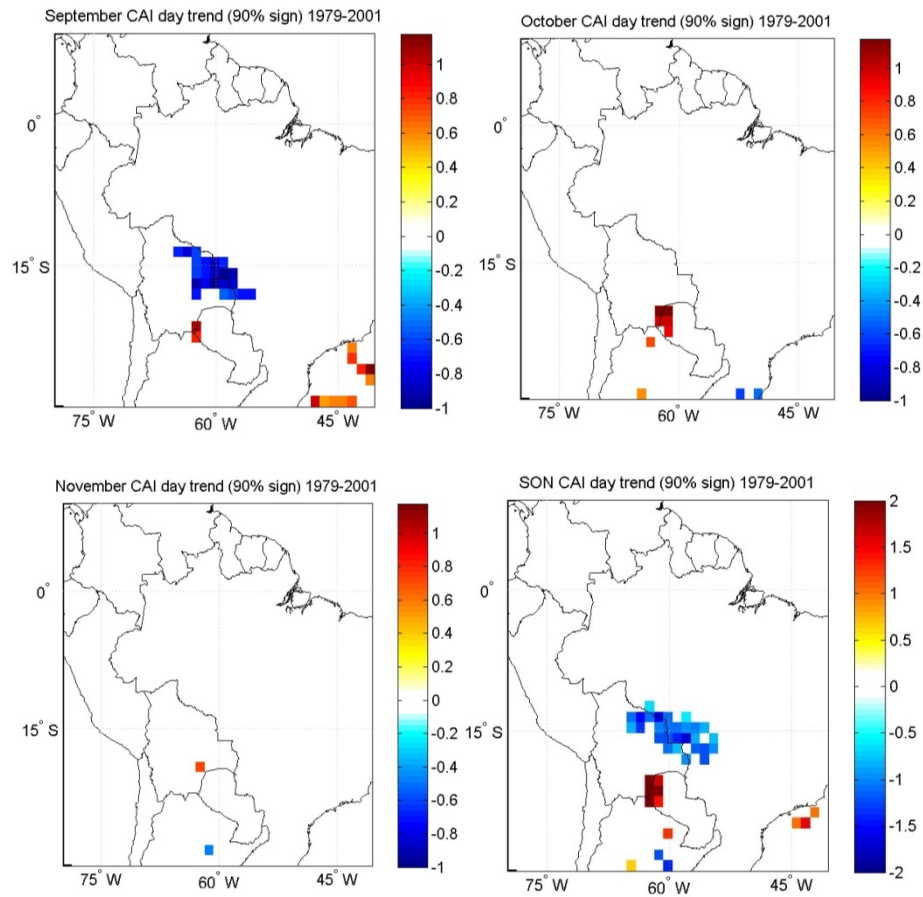 September CAI day trend (90% sign) 1979-2001
1
0.8
0.6
0.4
0.2
0
-0.2
-0.4
-0.6
-0.8
-1
0°
15° S
75° W
60° W
45° W
October CAI day trend (90% sign) 1979-2001
1
0.8
0.6
0.4
0.2
0
-0.2
-0.4
-0.6
-0.8
-1
0°
15° S
75° W
60° W
45° W
November CAI day trend (90% sign) 1979-2001
1
0.8
0.6
0.4
0.2
0
-0.2
-0.4
-0.6
-0.8
-1
0°
15° S
75° W
60° W
45° W
SON CAI day trend (90% sign) 1979-2001
2
1.5
1
0.5
0
-0.5
-1
-1.5
-2
0°
15° S
75° W
60° W
45° W